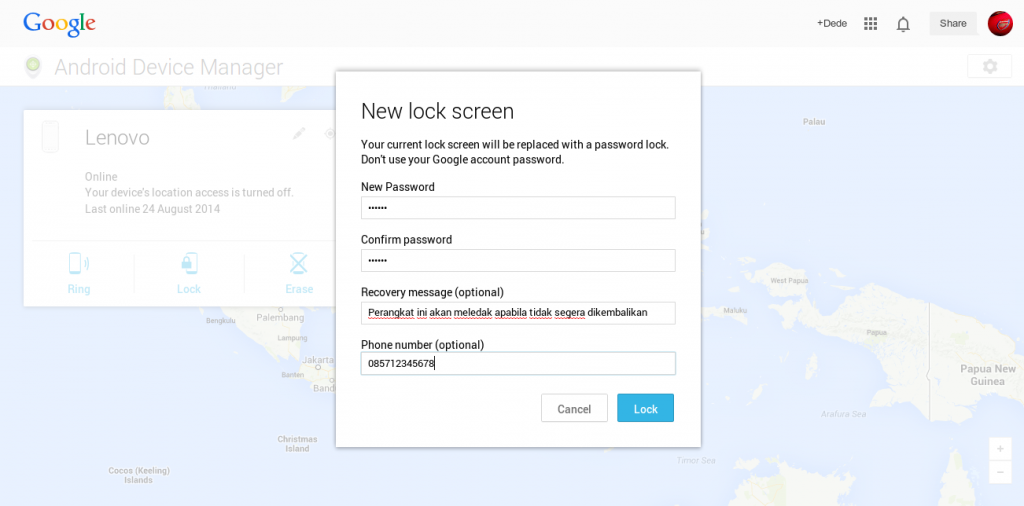 Google
+Dede
Share
Android Device Manager
Lenovo
Online
Your device's location access is turned off.
Last online 24 August 2014
Ring
Lock
Erase
New lock screen
Your current lock screen will be replaced with a password lock.
Don't use your Google account password.
New Password
••••••
Confirm password
••••••
Recovery message (optional)
Perangkat ini akan meledak apabila tidak segera dikembalikan
Phone number (optional)
085712345678
Cancel
Lock
Thailand
Palau
Bengkulu
Palembang
Lampung
Jakarta
Banten
Band
Maluku
West Papua
Papua
Papua New
Guinea
Arafura Sea
Timor Sea
Christmas
Island
Cocos (Keeling)
Islands
+
−